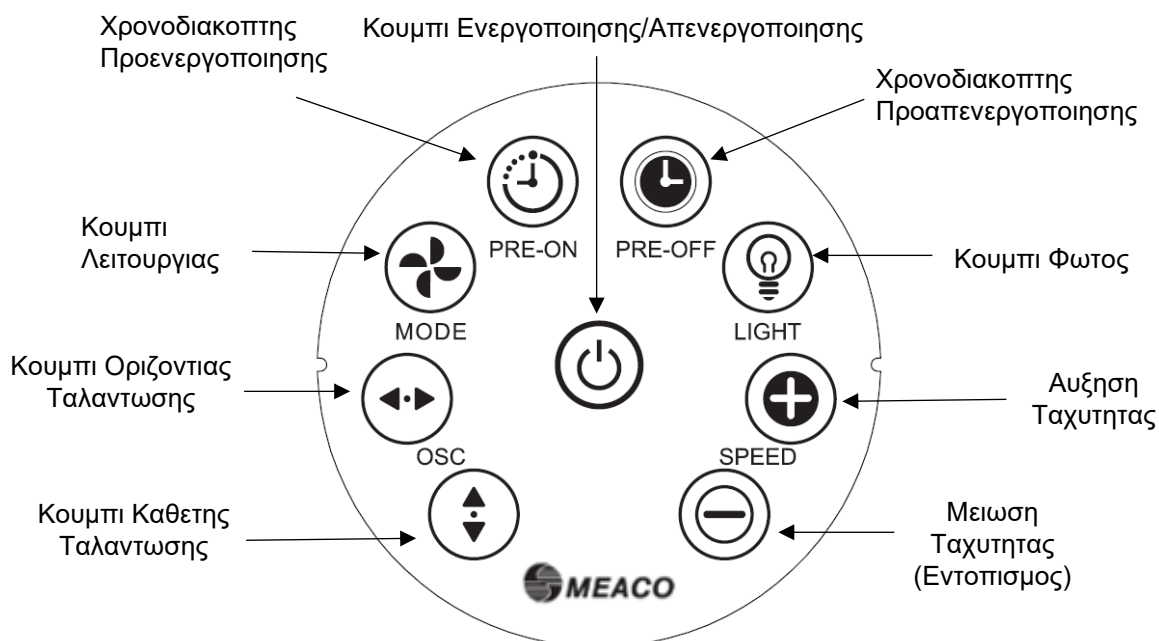 Χρονοδιακοπτης
Προενεργοποιησης
Κουμπι Ενεργοποιησης/Απενεργοποιησης
Χρονοδιακοπτης
Προαπενεργοποιησης
Κουμπι
Λειτουργιας
PRE-ON
PRE-OFF
Κουμπι Φωτος
MODE
LIGHT
Κουμπι Οριζοντιας
Ταλαντωσης
Αυξηση
Ταχυτητας
OSC
SPEED
Κουμπι Καθετης
Ταλαντωσης
Μειωση
Ταχυτητας
(Εντοπισμος)
MEACO